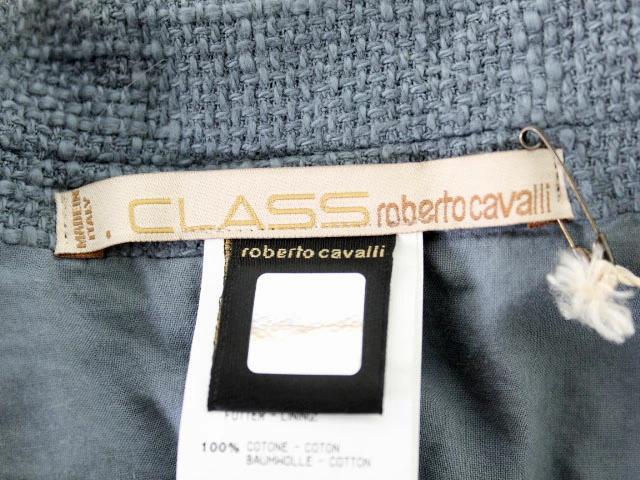 MADE IN
ITALY
CLASS roberto cavalli
roberto cavalli
FUTTER - LINING
100% COTONE - COTON
BAUMWOLLE - COTTON